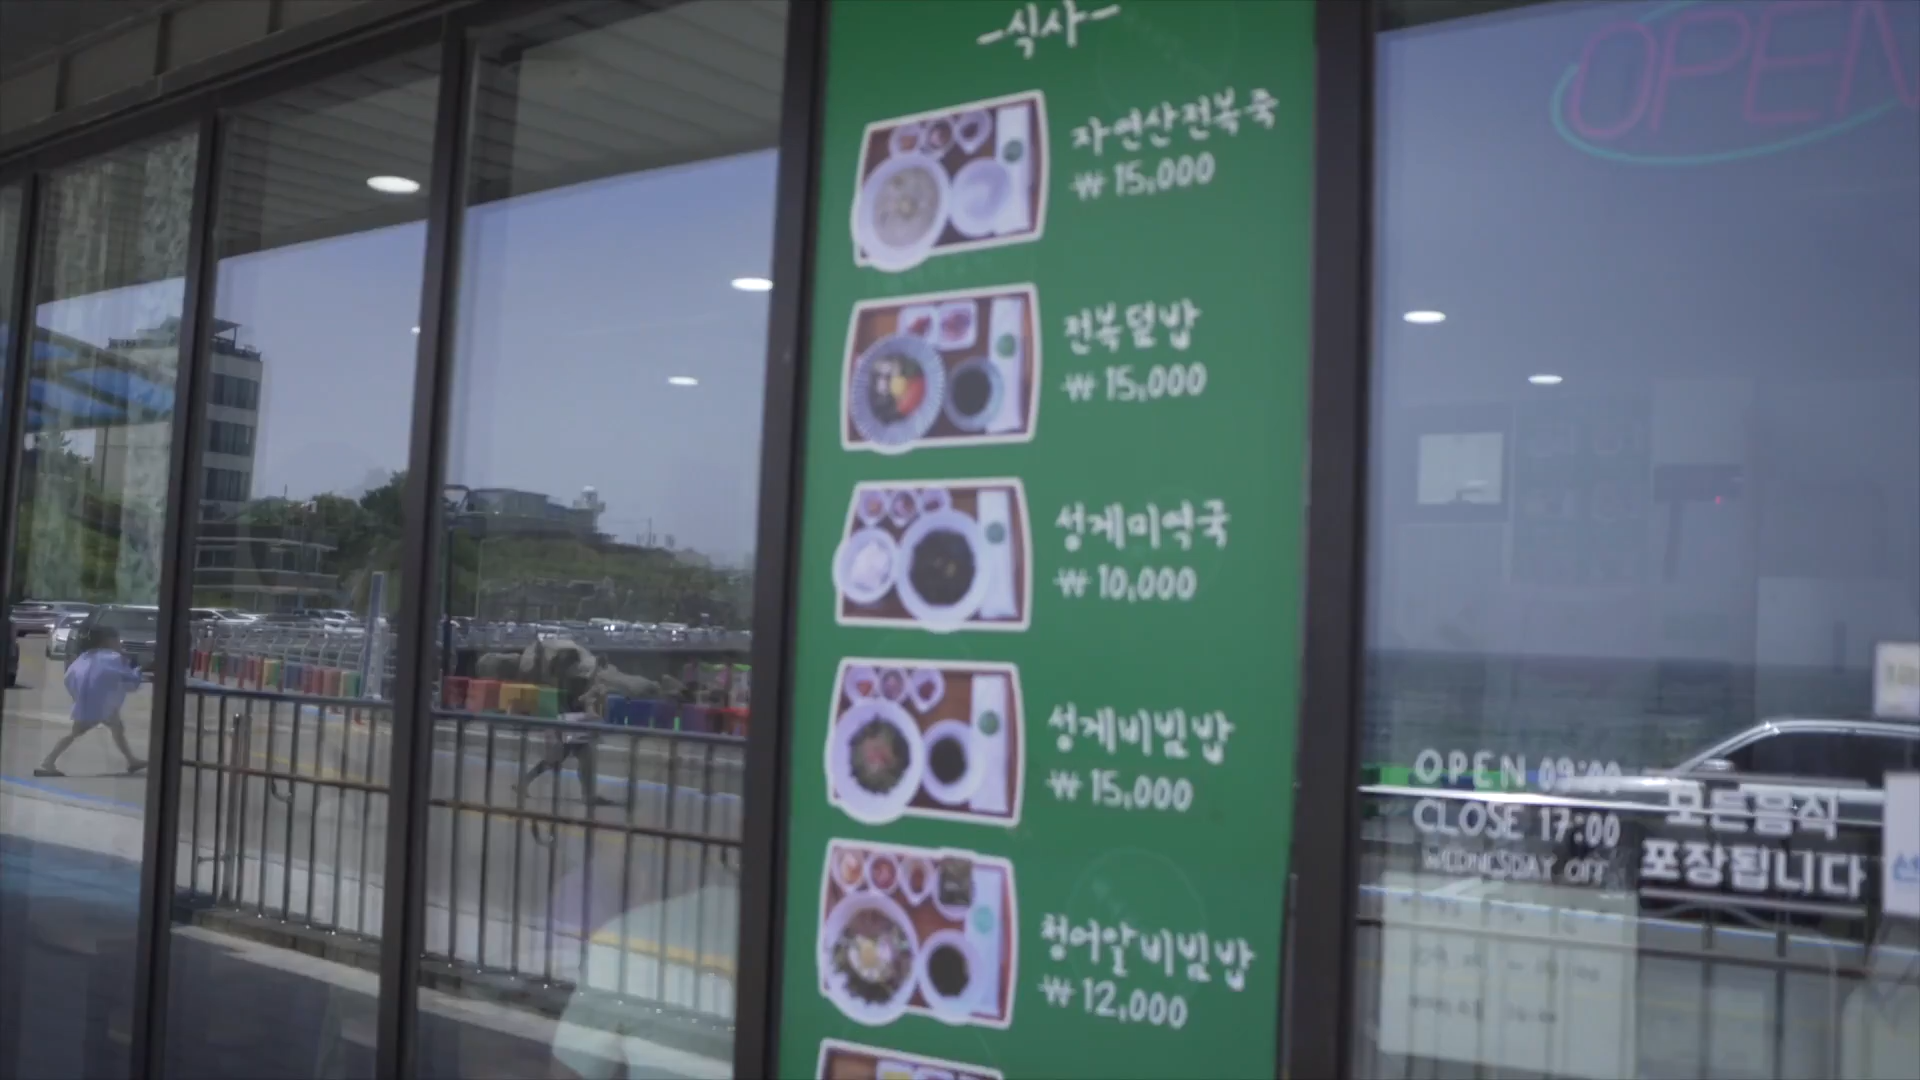 -식사-
자연산전복죽
₩ 15,000
전복덮밥
₩ 15,000
성게미역국
₩ 10,000
성게비빔밥
₩ 15,000
청어알비빔밥
₩ 12,000
OPEN
OPEN 09:00
CLOSE 17:00
WEDNESDAY OFF
모든음식
포장됩니다